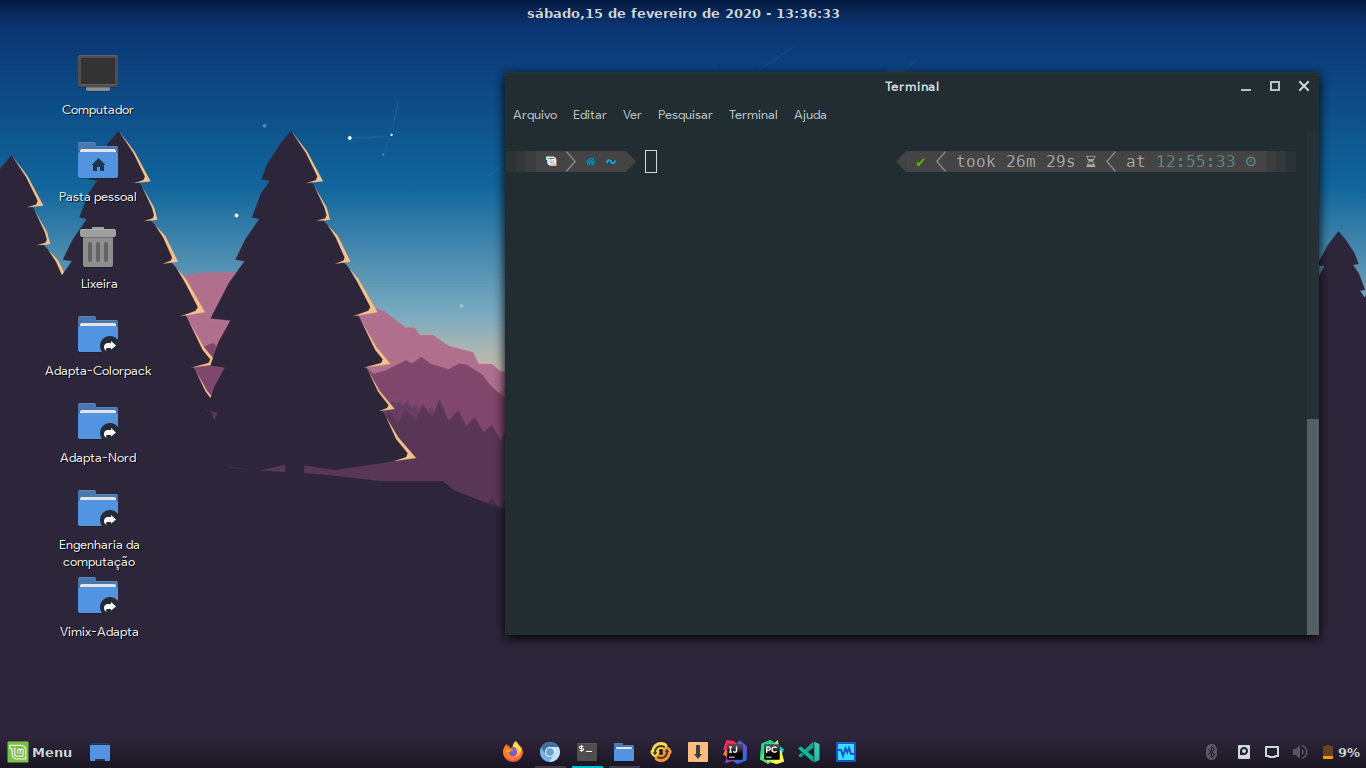 sábado,15 de fevereiro de 2020 - 13:36:33
Computador
Pasta pessoal
Lixeira
Adapta-Colorpack
Adapta-Nord
Engenharia da
computação
Vimix-Adapta
Terminal
Arquivo Editar Ver Pesquisar Terminal Ajuda
~ ✔ took 26m 29s at 12:55:33
Menu
$-
IJ
PC
9%